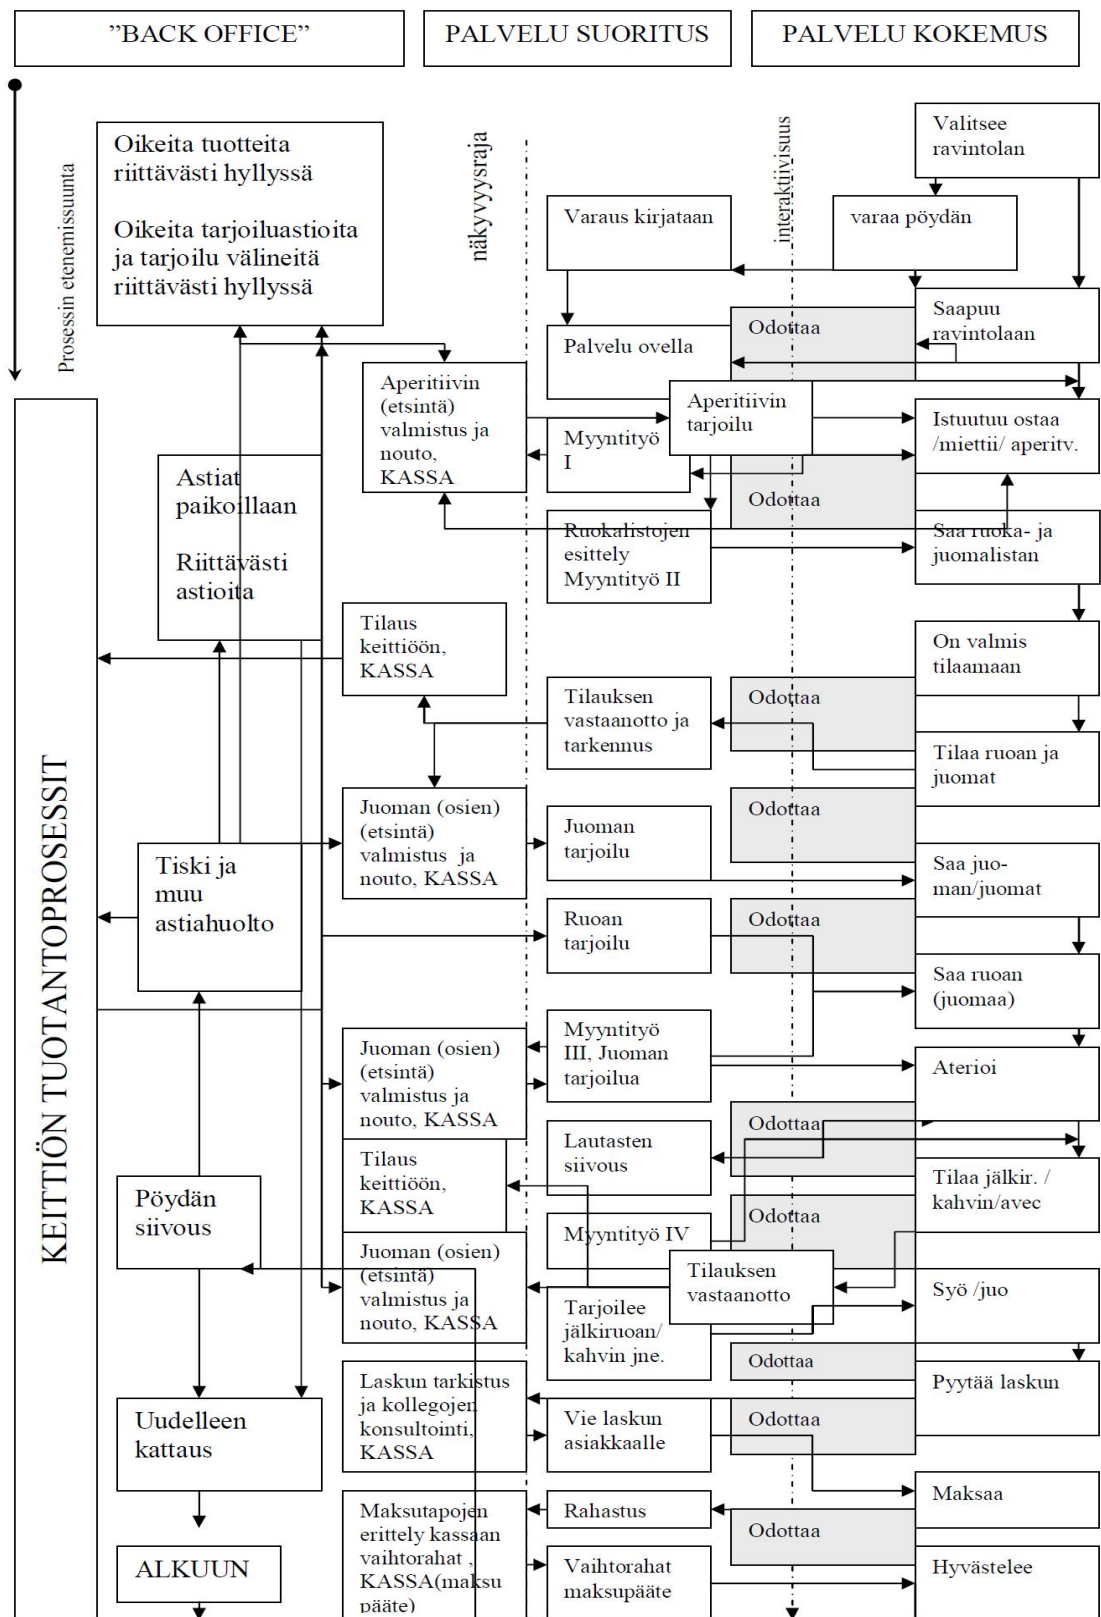 ”BACK OFFICE”
PALVELU SUORITUS
PALVELU KOKEMUS
Prosessin etenemissuunta
Oikeita tuotteita
riittävästi hyllyssä
Oikeita tarjoiluastioita
ja tarjoilu välineitä
riittävästi hyllyssä
näkyvyysraja
interaktiivisuus
Valitsee
ravintolan
Varaus kirjataan
varaa pöydän
Saapuu
ravintolaan
Odottaa
Palvelu ovella
Aperitiivin
(etsintä)
valmistus ja
nouto,
KASSA
Aperitiivin
tarjoilu
Myyntityö
I
Istuutuu ostaa
/miettii/ aperitv.
Astiat
paikoillaan
Riittävästi
astioita
Odottaa
Ruokalistojen
esittely
Myyntityö II
Saa ruoka- ja
juomalistan
Tilaus
keittiöön,
KASSA
On valmis
tilaamaan
Tilauksen
vastaanotto ja
tarkennus
Odottaa
Tilaa ruoan ja
juomat
KEITTIÖN TUOTANTOPROSESSIT
Juoman (osien)
(etsintä)
valmistus ja
nouto, KASSA
Juoman
tarjoilu
Odottaa
Tiski ja
muu
astiahuolto
Saa juo-
man/juomat
Ruoan
tarjoilu
Odottaa
Saa ruoan
(juomaa)
Juoman (osien)
(etsintä)
valmistus ja
nouto, KASSA
Myyntityö
III, Juoman
tarjoilua
Aterioi
Odottaa
Lautasten
siivous
Tilaus
keittiöön,
KASSA
Tilaa jälkir. /
kahvin/avec
Pöydän
siivous
Odottaa
Myyntityö IV
Juoman (osien)
(etsintä)
valmistus ja
nouto, KASSA
Tilauksen
vastaanotto
Syö /juo
Tarjoilee
jälkiruoan/
kahvin jne.
Odottaa
Pyytää laskun
Laskun tarkistus
ja kollegojen
konsultointi,
KASSA
Vie laskun
asiakkaalle
Odottaa
Uudelleen
kattaus
Maksaa
Maksutapojen
erittely kassaan
vaihtorahat ,
KASSA(maksu
pääte)
Rahastus
Odottaa
ALKUUN
Vaihtorahat
maksupääte
Hyvästelee